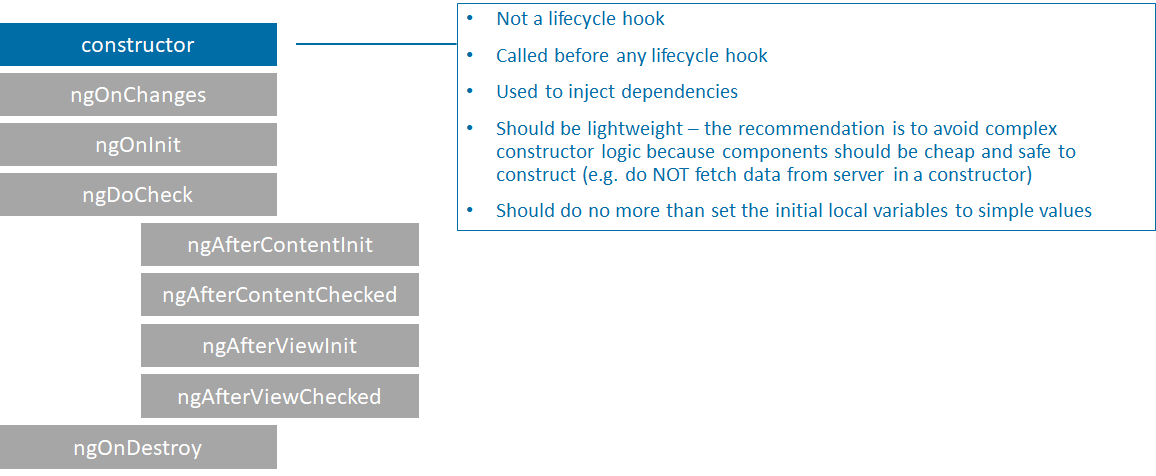 constructor
• Not a lifecycle hook
• Called before any lifecycle hook
• Used to inject dependencies
• Should be lightweight – the recommendation is to avoid complex
constructor logic because components should be cheap and safe to
construct (e.g. do NOT fetch data from server in a constructor)
• Should do no more than set the initial local variables to simple values
ngOnChanges
ngOnInit
ngDoCheck
ngAfterContentInit
ngAfterContentChecked
ngAfterViewInit
ngAfterViewChecked
ngOnDestroy